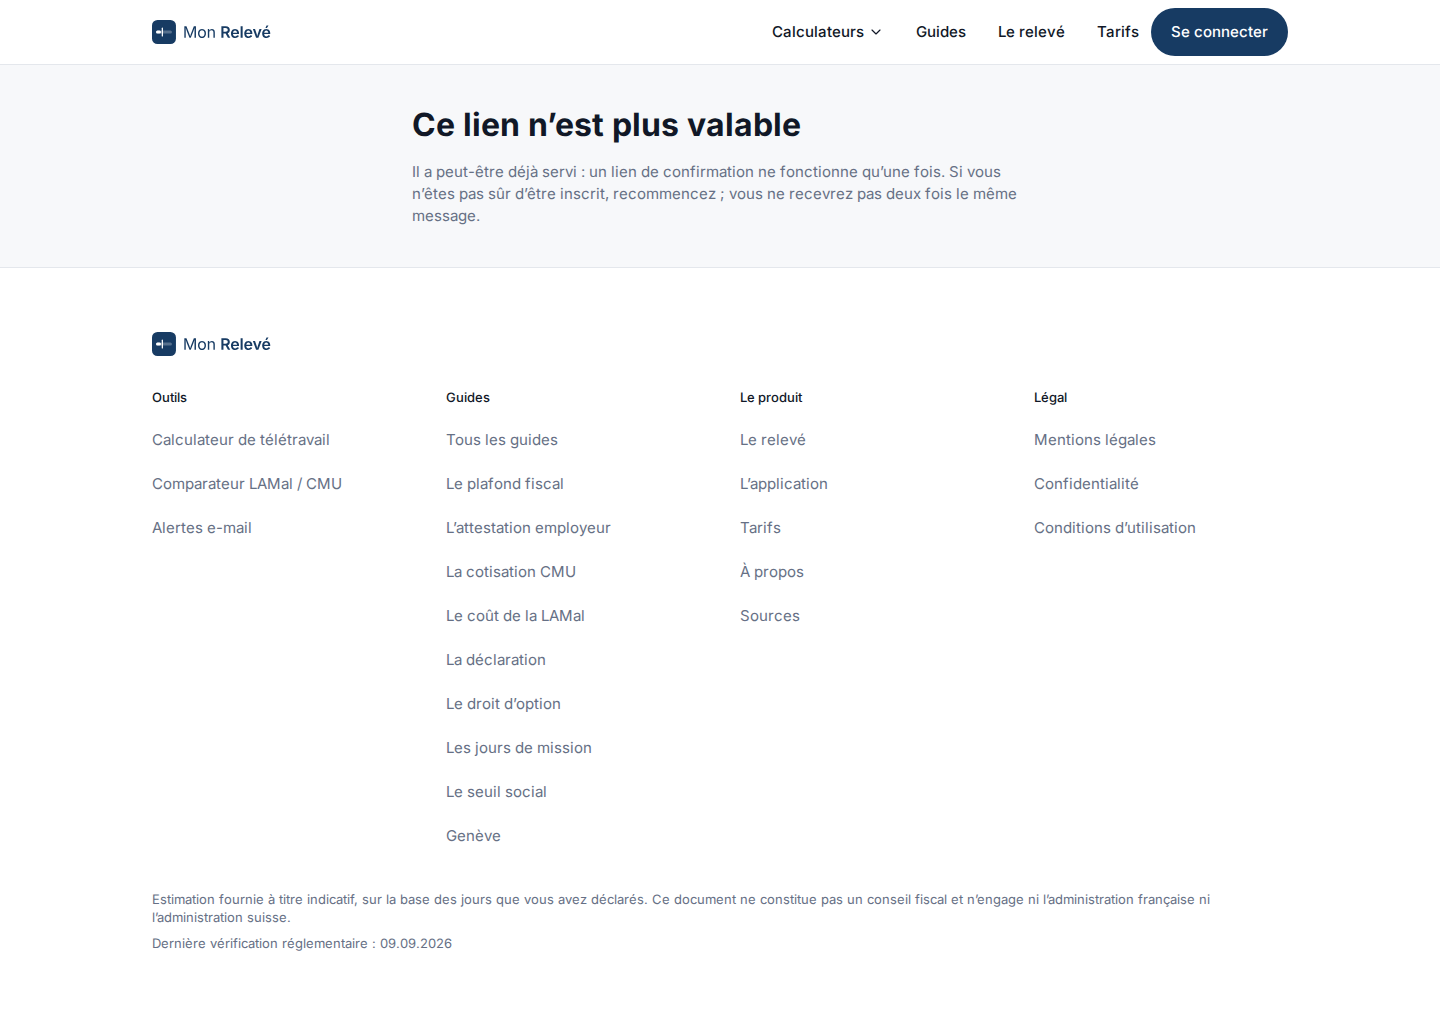 Mon Relevé
Calculateurs
Guides
Le relevé
Tarifs
Se connecter
Ce lien n’est plus valable
Il a peut-être déjà servi : un lien de confirmation ne fonctionne qu’une fois. Si vous
n’êtes pas sûr d’être inscrit, recommencez ; vous ne recevrez pas deux fois le même
message.
Mon Relevé
Outils
Calculateur de télétravail
Comparateur LAMal / CMU
Alertes e-mail
Guides
Tous les guides
Le plafond fiscal
L’attestation employeur
La cotisation CMU
Le coût de la LAMal
La déclaration
Le droit d’option
Les jours de mission
Le seuil social
Genève
Le produit
Le relevé
L’application
Tarifs
À propos
Sources
Légal
Mentions légales
Confidentialité
Conditions d’utilisation
Estimation fournie à titre indicatif, sur la base des jours que vous avez déclarés. Ce document ne constitue pas un conseil fiscal et n’engage ni l’administration française ni
l’administration suisse.
Dernière vérification réglementaire : 09.09.2026